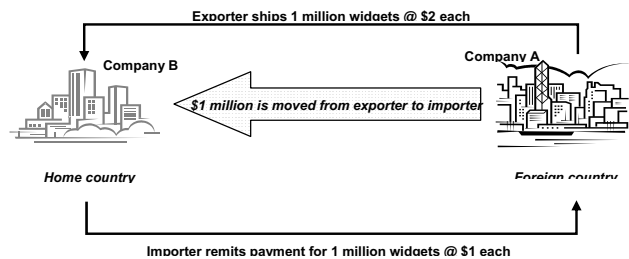 Exporter ships 1 million widgets @ $2 each
Company B
Company A
$1 million is moved from exporter to importer
Home country
Foreign country
Importer remits payment for 1 million widgets @ $1 each